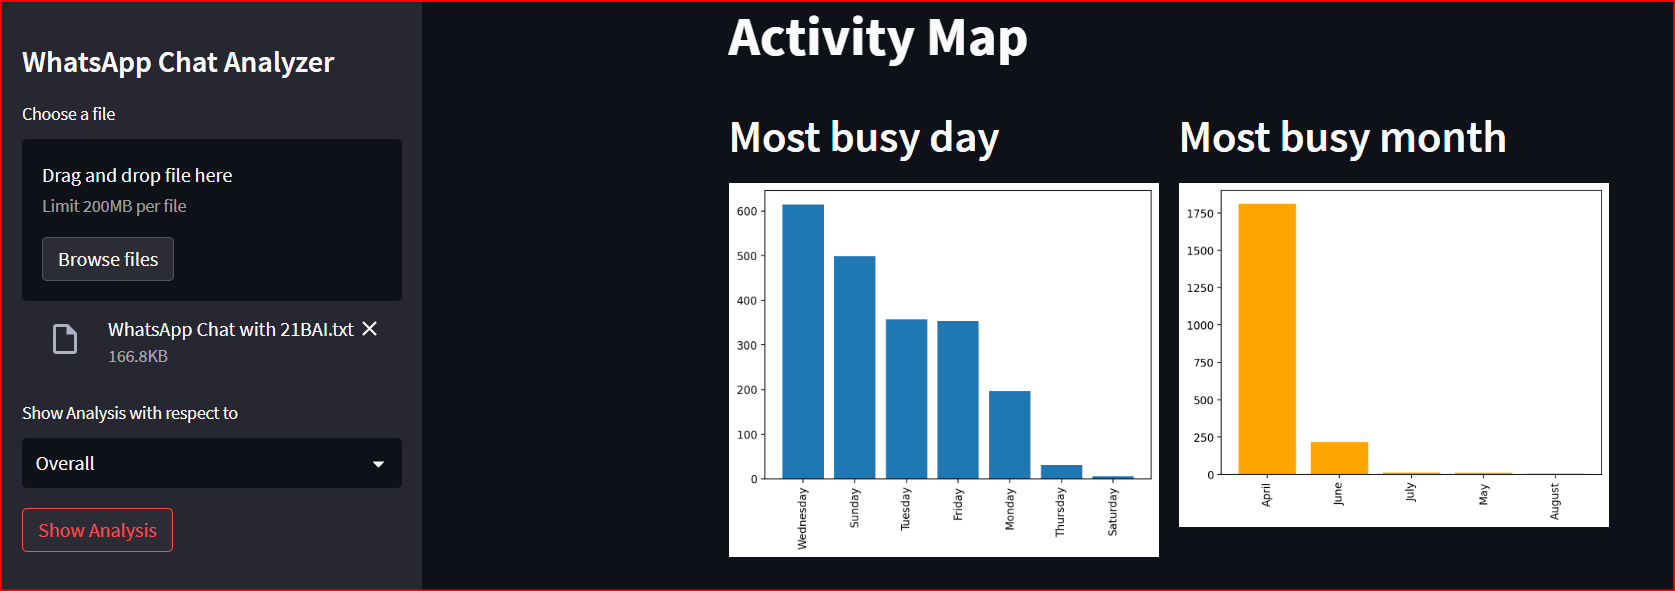 WhatsApp Chat Analyzer
Choose a file
Drag and drop file here
Limit 200MB per file
Browse files
WhatsApp Chat with 21BAI.txt
166.8KB
Show Analysis with respect to
Overall
Show Analysis
Activity Map
Most busy day
600
500
400
300
200
100
0
Wednesday
Sunday
Tuesday
Friday
Monday
Thursday
Saturday
Most busy month
1750
1500
1250
1000
750
500
250
0
April
June
July
May
August